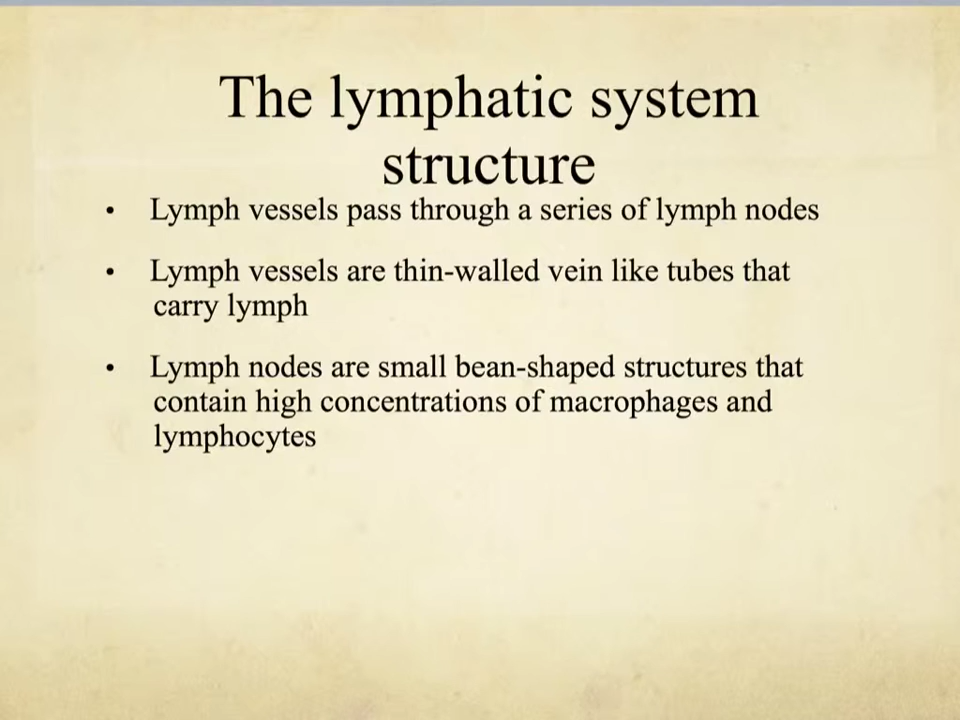 The lymphatic system
structure
• Lymph vessels pass through a series of lymph nodes
• Lymph vessels are thin-walled vein like tubes that
carry lymph
• Lymph nodes are small bean-shaped structures that
contain high concentrations of macrophages and
lymphocytes